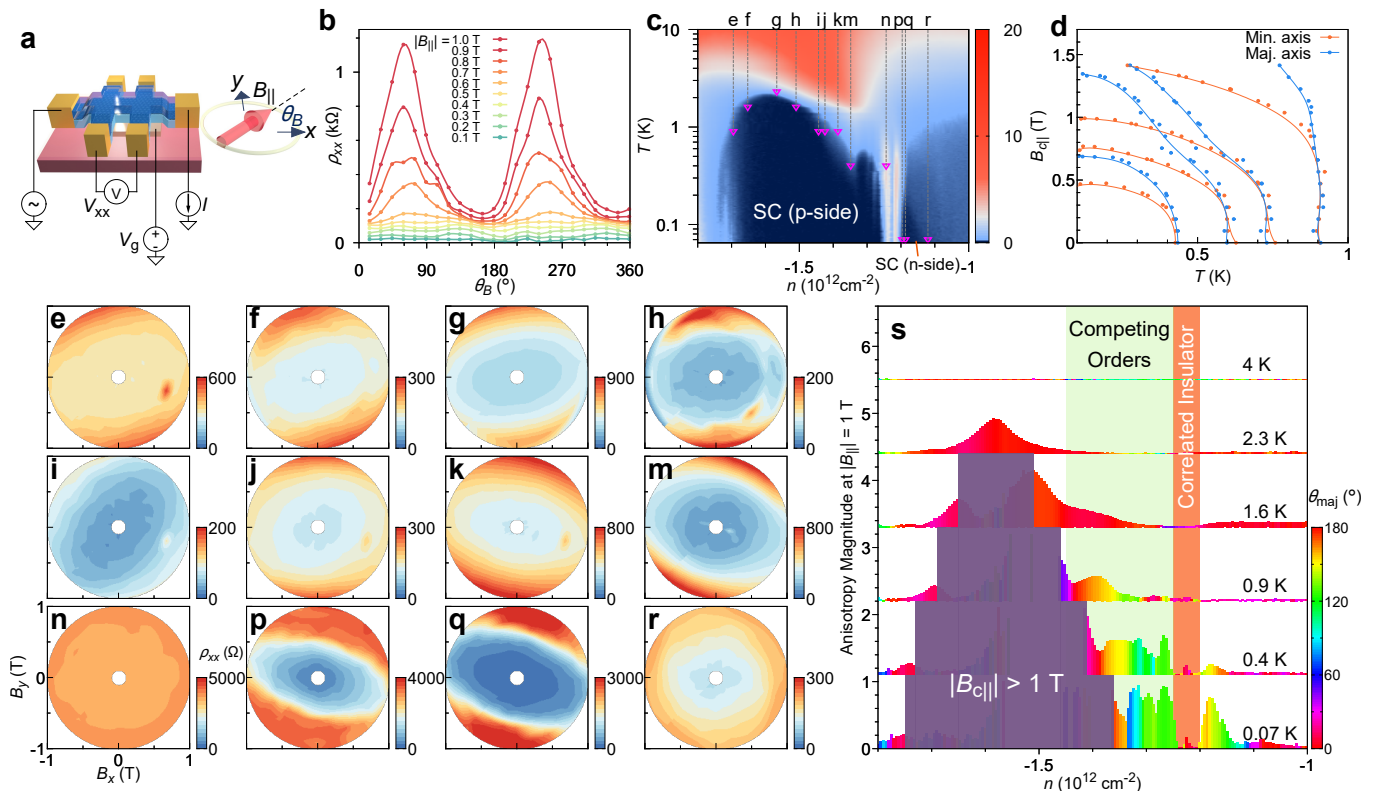 a
y
B||
θB
x
~
V
Vxx
Vg
+
-
I
b
|B|||= 1.0 T
0.9 T
0.8 T
0.7 T
0.6 T
0.5 T
0.4 T
0.3 T
0.2 T
0.1 T
ρxx (kΩ)
1
0
0 90 180 270 360
θB (°)
c
e f g h i j k m n p q r
T (K)
10
1
0.1
SC (p-side)
SC (n-side)
-1.5 -1
n (10^12cm-2)
20
10
0
d
Min. axis
Maj. axis
Bc|| (T)
1.5
1
0.5
0
0.5 1
T (K)
e
600
0
f
300
0
g
900
0
h
200
0
i
200
0
j
300
0
k
800
0
m
800
0
n
ρxx (Ω)
5000
0
p
4000
0
q
3000
0
r
300
0
By (T)
1
0
-1
-1 0 1
Bx (T)
s
Competing
Orders
Correlated Insulator
4 K
2.3 K
1.6 K
0.9 K
0.4 K
0.07 K
|Bc||| > 1 T
Anisotropy Magnitude at |B||| = 1 T
6
5
4
3
2
1
0
-1.5 -1
n (10^12 cm-2)
θmaj (°)
180
120
60
0